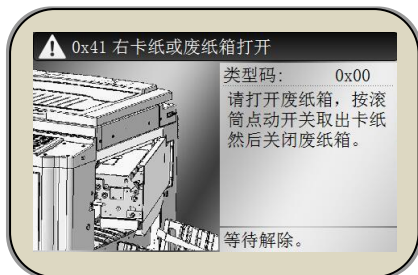 0x41 右卡纸或废纸箱打开
类型码: 0x00
请打开废纸箱，按滚
筒点动开关取出卡纸
然后关闭废纸箱。
等待解除。